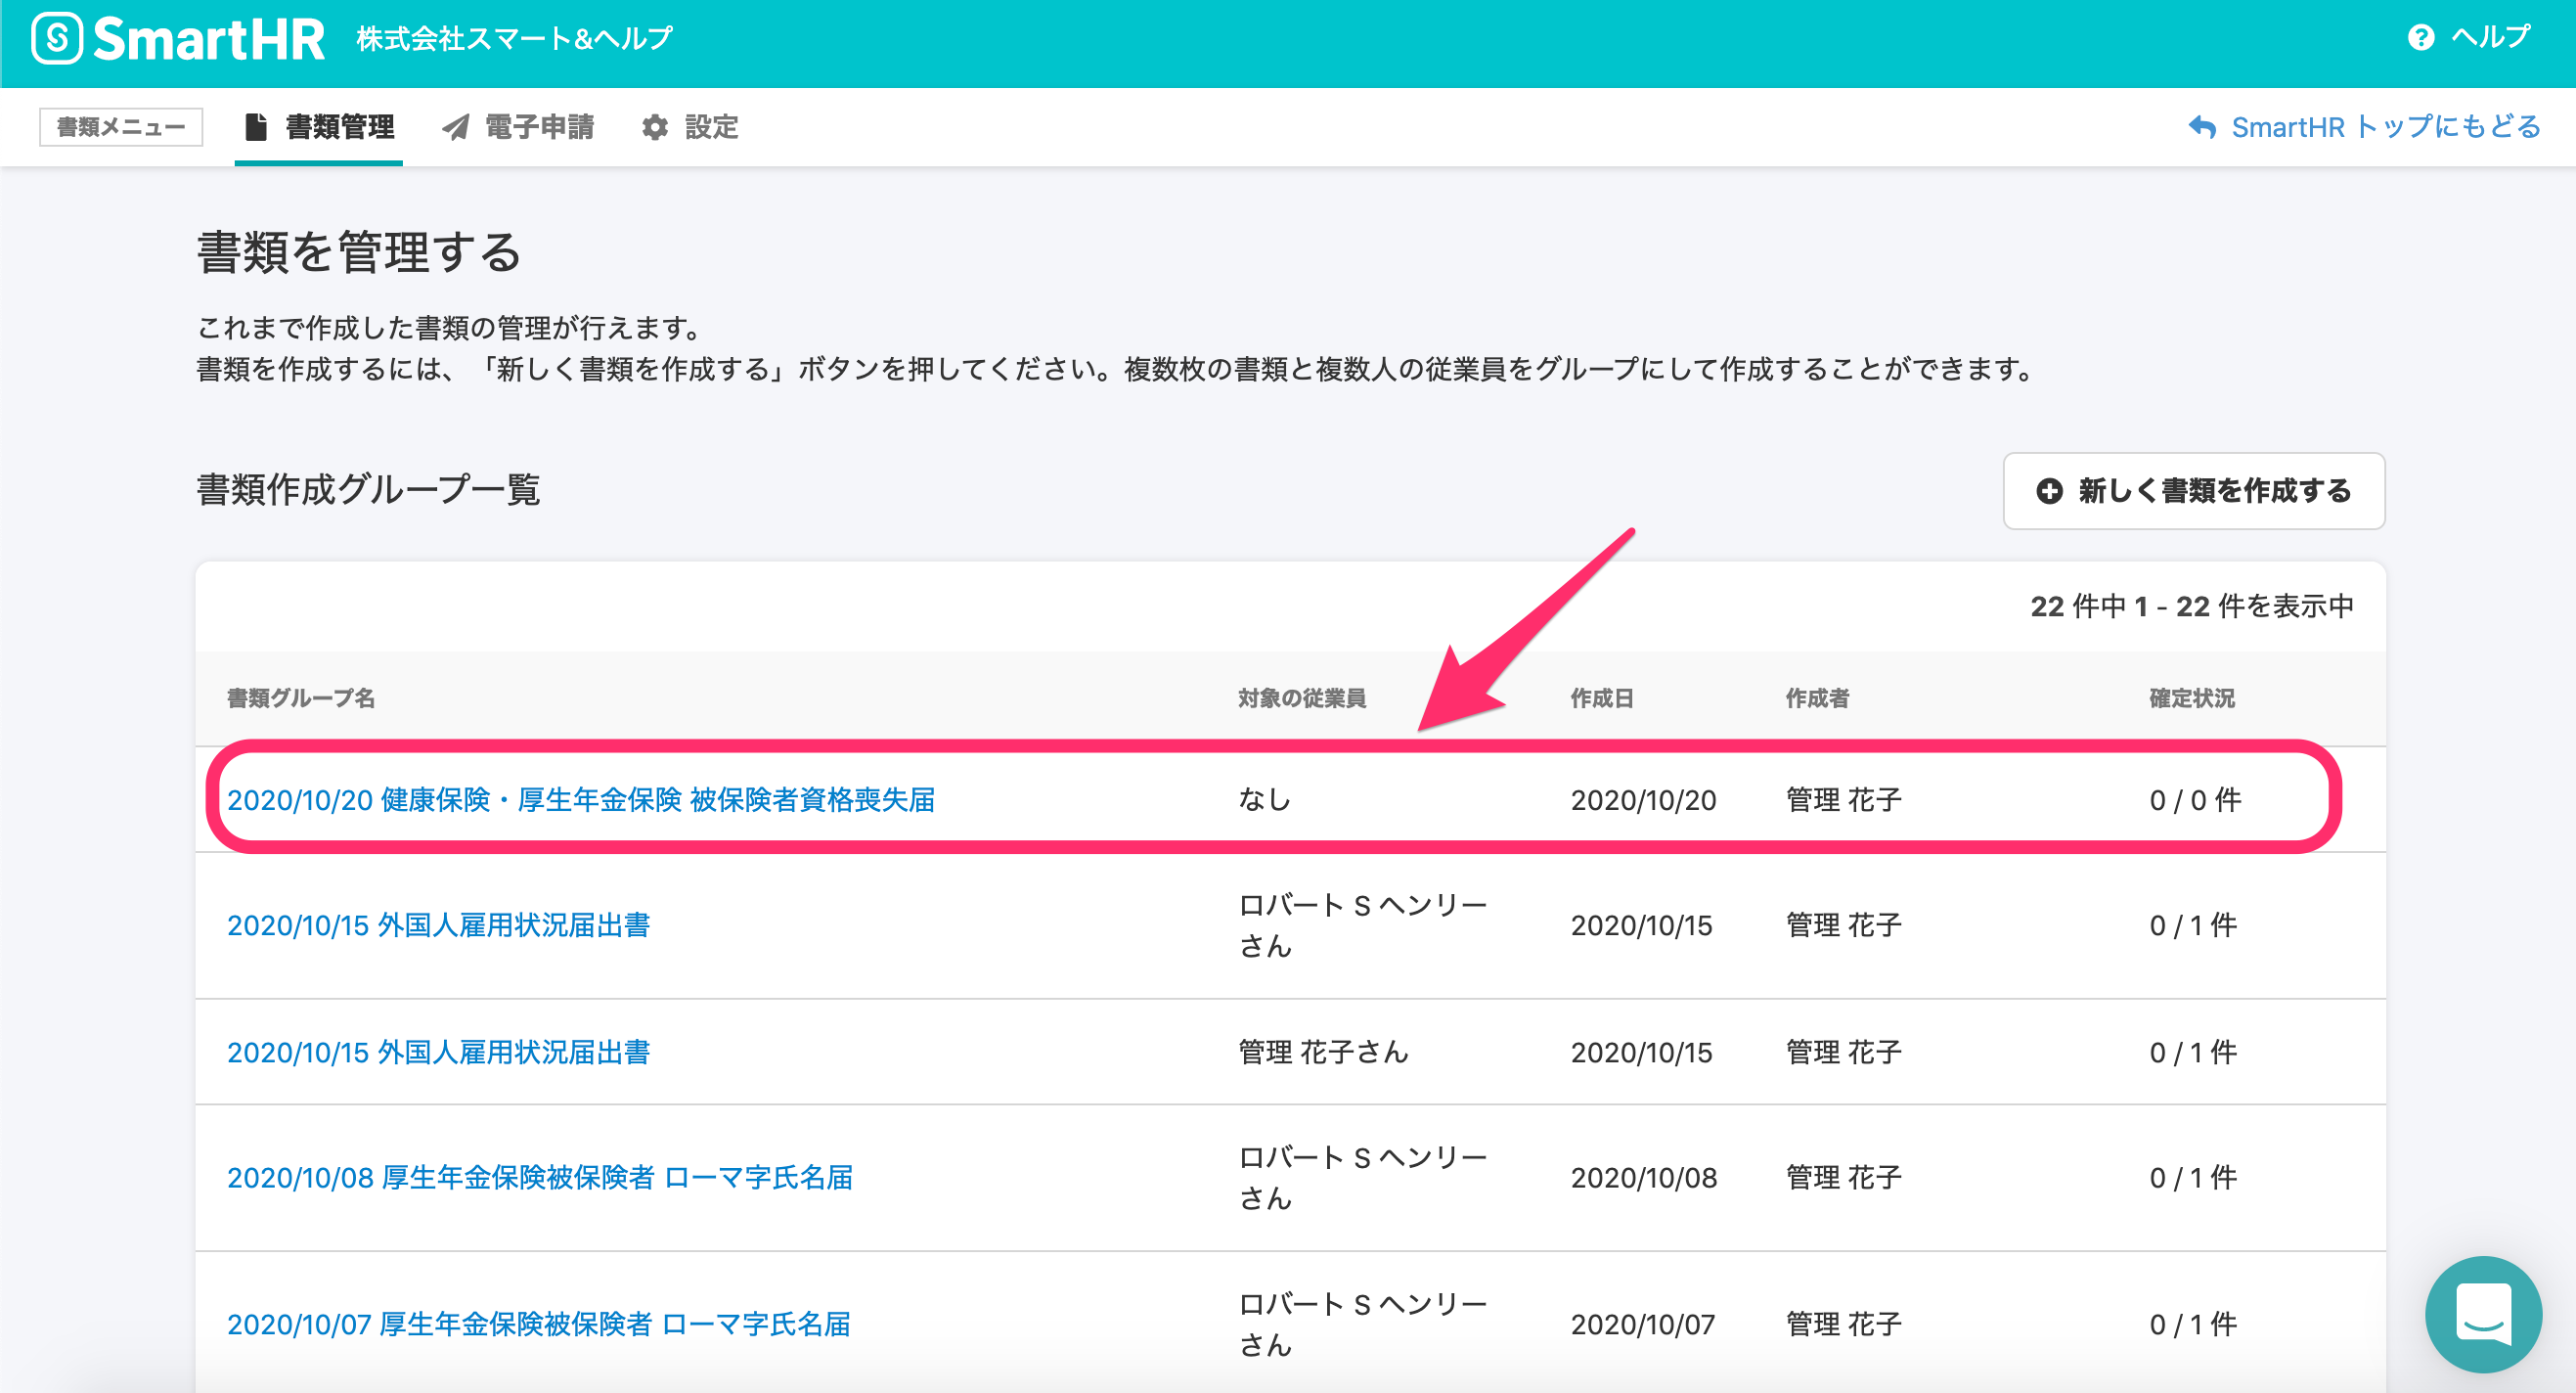 SmartHR 株式会社スマート&ヘルプ ヘルプ
書類メニュー 書類管理 電子申請 設定 SmartHR トップにもどる
書類を管理する
これまで作成した書類の管理が行えます。
書類を作成するには、「新しく書類を作成する」ボタンを押してください。複数枚の書類と複数人の従業員をグループにして作成することができます。
書類作成グループ一覧 新しく書類を作成する
22 件中 1 - 22 件を表示中
書類グループ名 対象の従業員 作成日 作成者 確定状況
2020/10/20 健康保険・厚生年金保険 被保険者資格喪失届 なし 2020/10/20 管理 花子 0 / 0 件
2020/10/15 外国人雇用状況届出書 ロバート S ヘンリー
さん 2020/10/15 管理 花子 0 / 1 件
2020/10/15 外国人雇用状況届出書 管理 花子さん 2020/10/15 管理 花子 0 / 1 件
2020/10/08 厚生年金保険被保険者 ローマ字氏名届 ロバート S ヘンリー
さん 2020/10/08 管理 花子 0 / 1 件
2020/10/07 厚生年金保険被保険者 ローマ字氏名届 ロバート S ヘンリー
さん 2020/10/07 管理 花子 0 / 1 件